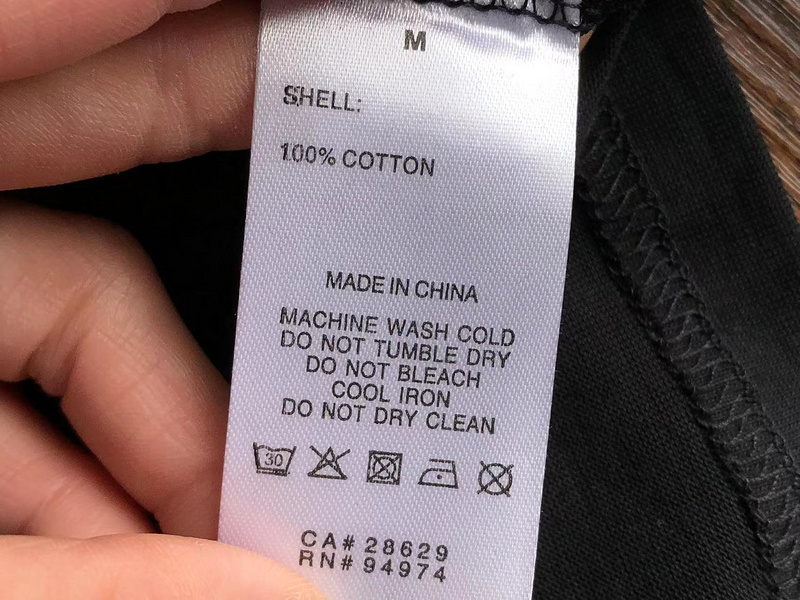 M
SHELL:
100% COTTON
MADE IN CHINA
MACHINE WASH COLD
DO NOT TUMBLE DRY
DO NOT BLEACH
COOL IRON
DO NOT DRY CLEAN
30
CA# 28629
RN# 94974